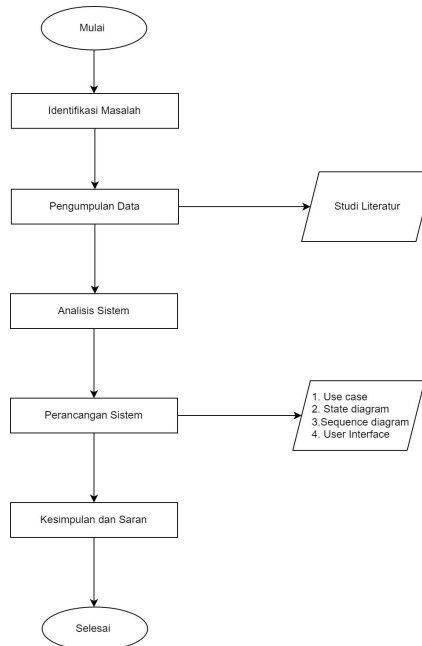 Mulai
Identifikasi Masalah
Pengumpulan Data
Studi Literatur
Analisis Sistem
Perancangan Sistem
1. Use case
2. State diagram
3.Sequence diagram
4. User Interface
Kesimpulan dan Saran
Selesai